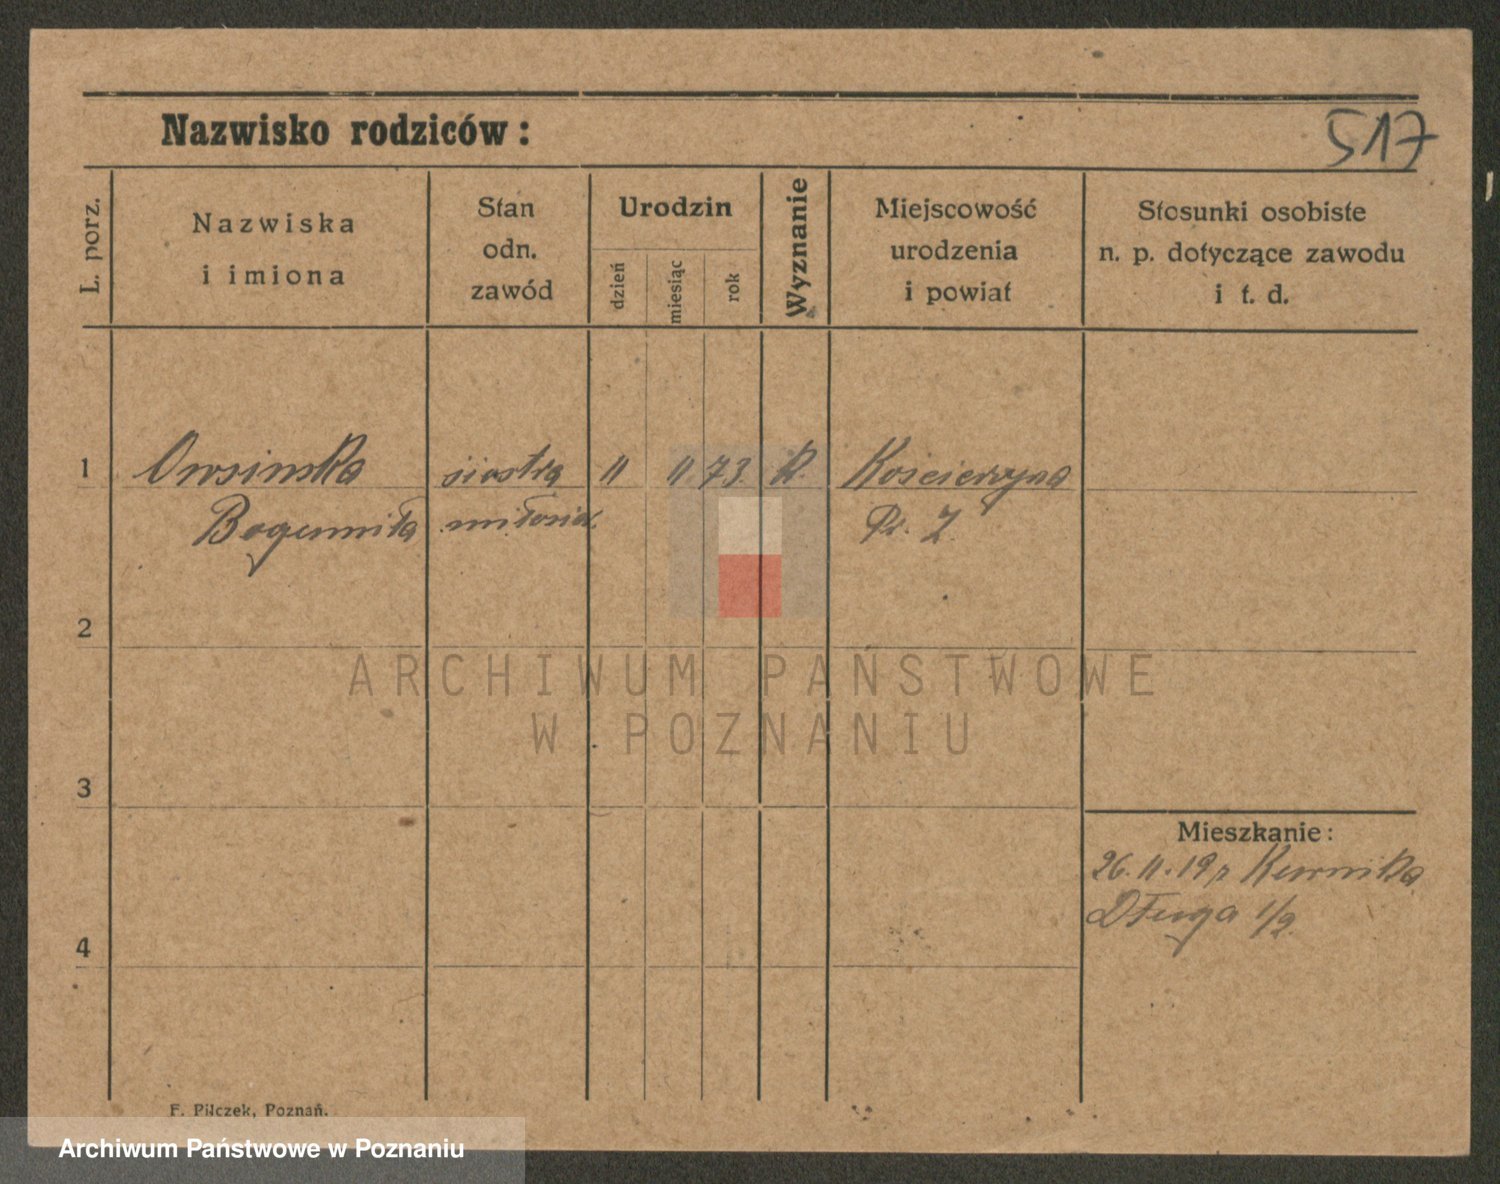 Nazwisko rodziców:
517
L. porz.
Nazwiska
i imiona
Stan
odn.
zawód
Urodzin
dzień
miesiąc
rok
Wyznanie
Miejscowość
urodzenia
i powiat
Stosunki osobiste
n. p. dotyczące zawodu
i t. d.
1
Owsinska siostra 11 11 73. R. Kościerzyna
Bogumiła
2
3
4
Mieszkanie:
26. 11. 19 z Kurnika
Długa 1/2.
F. Pilczek, Poznań.
ARCHIWUM PAŃSTWOWE
W POZNANIU
Archiwum Państwowe w Poznaniu